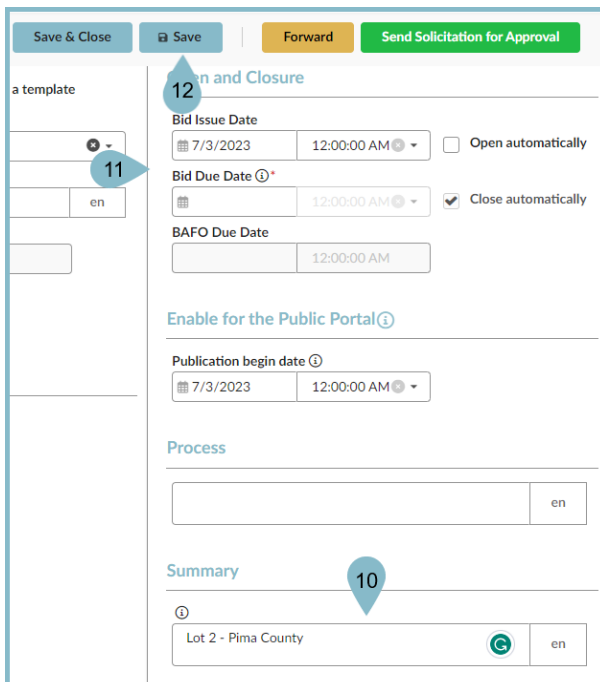 Save & Close
Save
Forward
Send Solicitation for Approval
a template
12
Open and Closure
Bid Issue Date
7/3/2023
12:00:00 AM
Open automatically
11
Bid Due Date
*
en
12:00:00 AM
Close automatically
BAFO Due Date
12:00:00 AM
Enable for the Public Portal
Publication begin date
7/3/2023
12:00:00 AM
Process
en
Summary
10
Lot 2 - Pima County
G
en